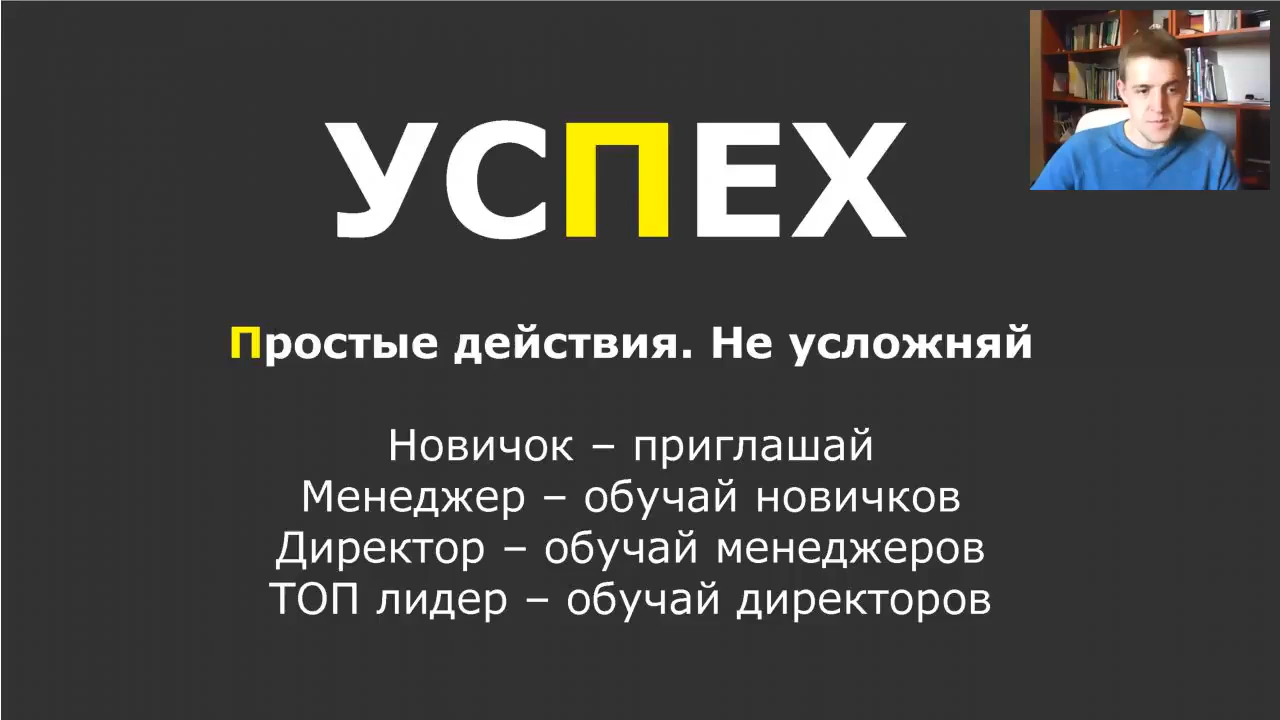 УСПЕХ
Простые действия. Не усложняй
Новичок – приглашай
Менеджер – обучай новичков
Директор – обучай менеджеров
ТОП лидер – обучай директоров